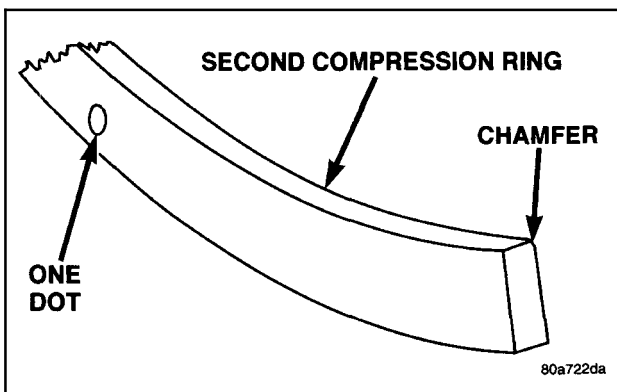 SECOND COMPRESSION RING
CHAMFER
ONE
DOT
80a722da